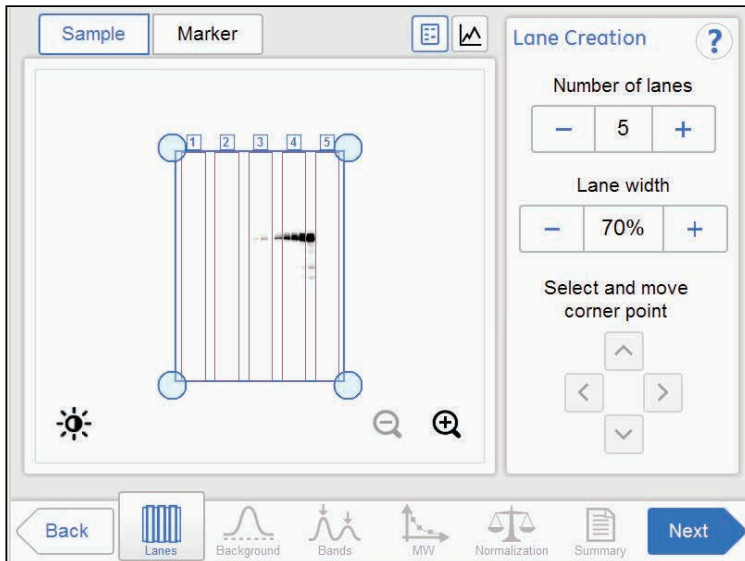 Sample
Marker
Lane Creation
?
Number of lanes
− 5 +
Lane width
− 70% +
Select and move
corner point
1 2 3 4 5
Back
Lanes
Background
Bands
MW
Normalization
Summary
Next